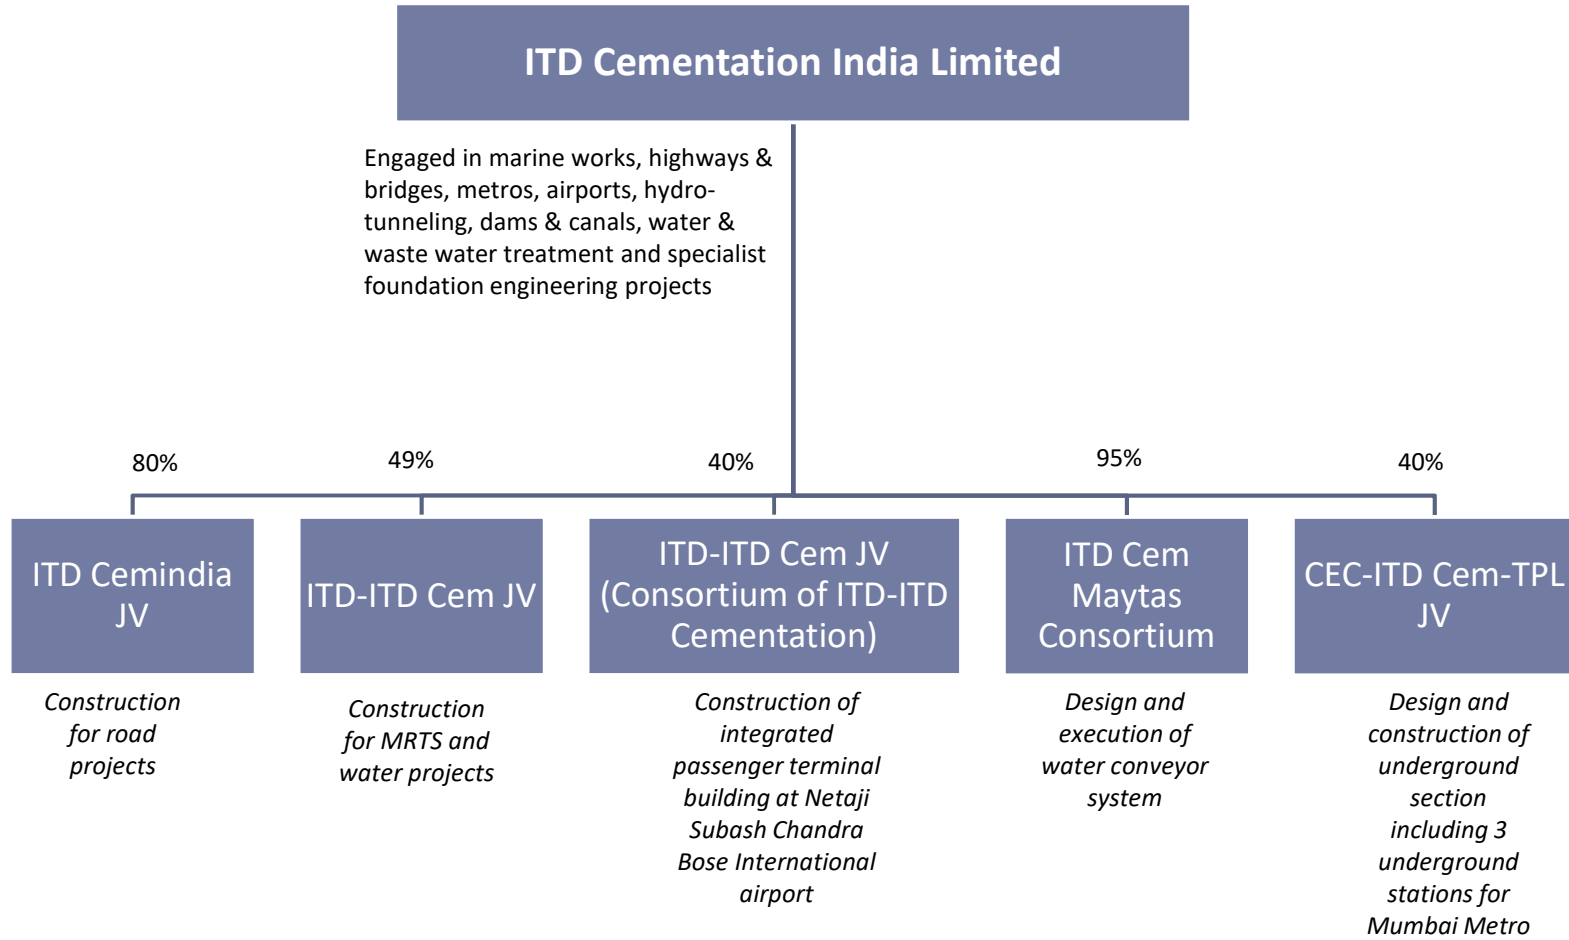 ITD Cementation India Limited
Engaged in marine works, highways &
bridges, metros, airports, hydro-
tunneling, dams & canals, water &
waste water treatment and specialist
foundation engineering projects
80%
49%
40%
95%
40%
ITD Cemindia
JV
ITD-ITD Cem JV
ITD-ITD Cem JV
(Consortium of ITD-ITD
Cementation)
ITD Cem
Maytas
Consortium
CEC-ITD Cem-TPL
JV
Construction
for road
projects
Construction
for MRTS and
water projects
Construction of
integrated
passenger terminal
building at Netaji
Subash Chandra
Bose International
airport
Design and
execution of
water conveyor
system
Design and
construction of
underground
section
including 3
underground
stations for
Mumbai Metro